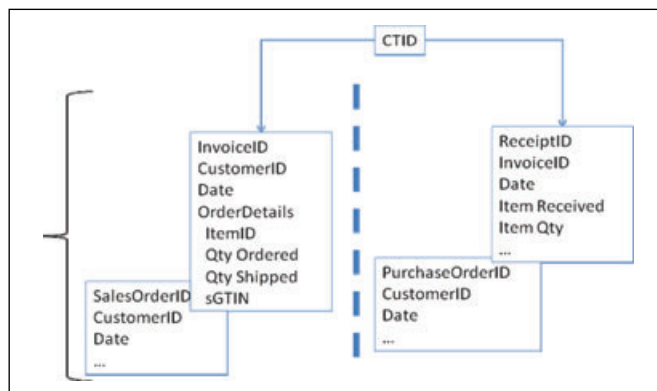 CTID
InvoiceID
CustomerID
Date
OrderDetails
ItemID
Qty Ordered
Qty Shipped
sGTIN
SalesOrderID
CustomerID
Date
...
ReceiptID
InvoiceID
Date
Item Received
Item Qty
...
PurchaseOrderID
CustomerID
Date
...